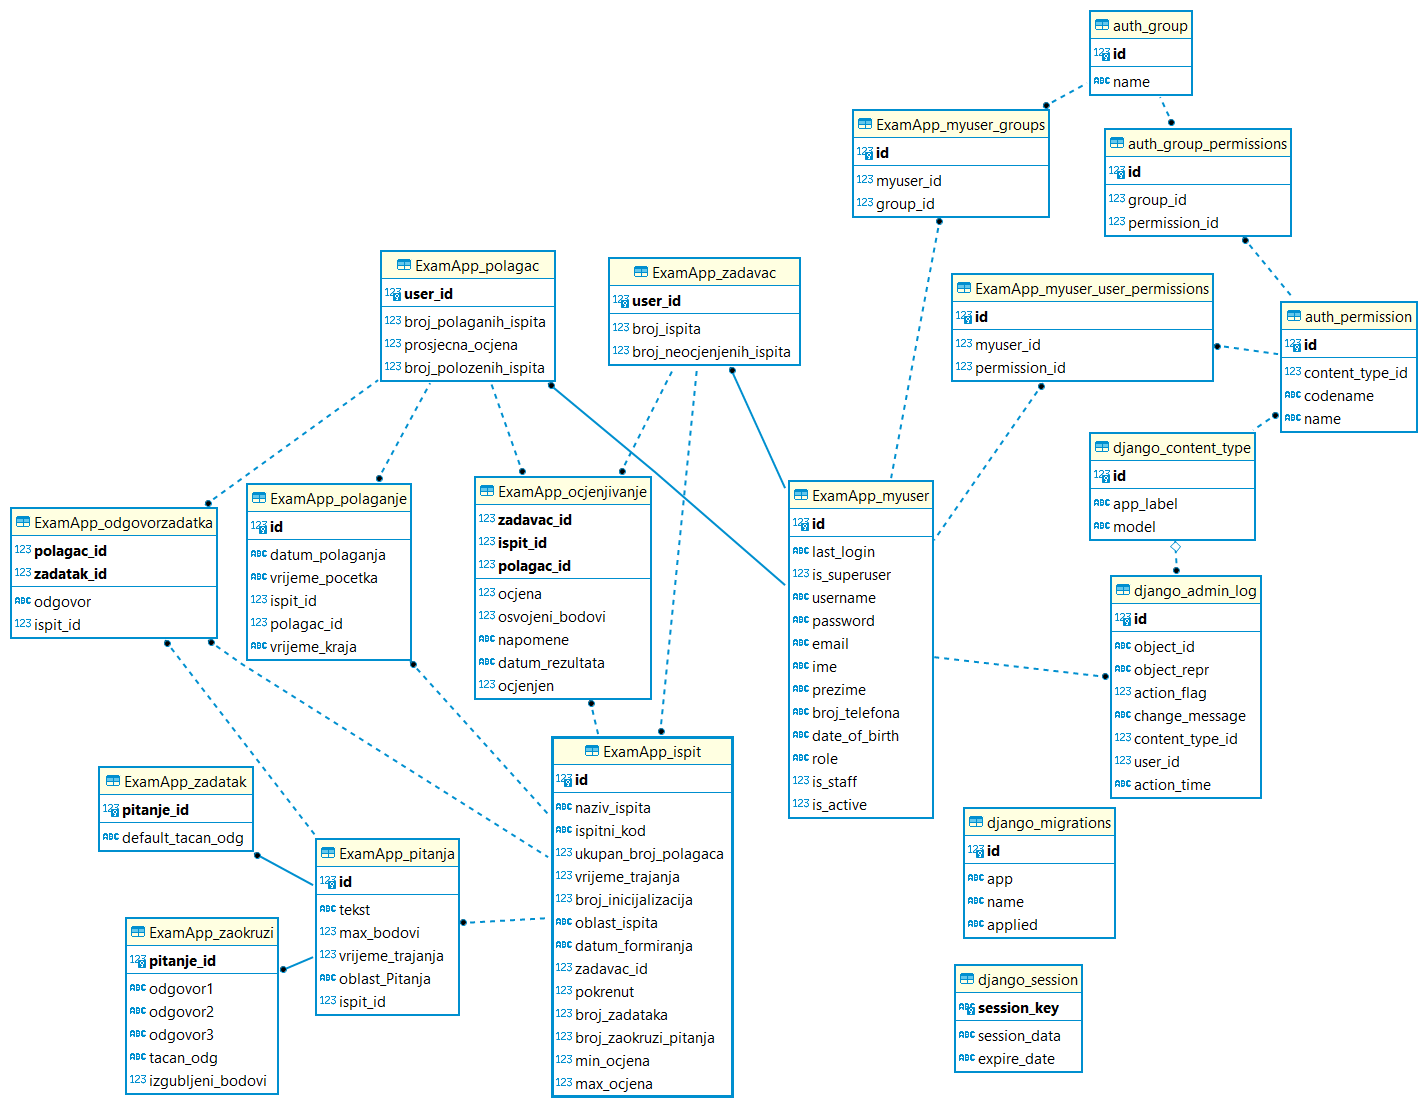 auth_group
id
name
ExamApp_myuser_groups
id
myuser_id
group_id
auth_group_permissions
id
group_id
permission_id
ExamApp_polagac
user_id
broj_polaganih_ispita
prosjecna_ocjena
broj_polozenih_ispita
ExamApp_zadavac
user_id
broj_ispita
broj_neocjenjenih_ispita
ExamApp_myuser_user_permissions
id
myuser_id
permission_id
auth_permission
id
content_type_id
codename
name
django_content_type
id
app_label
model
ExamApp_odgovorzadatka
polagac_id
zadatak_id
odgovor
ispit_id
ExamApp_polaganje
id
datum_polaganja
vrijeme_pocetka
ispit_id
polagac_id
vrijeme_kraja
ExamApp_ocjenjivanje
zadavac_id
ispit_id
polagac_id
ocjena
osvojeni_bodovi
napomene
datum_rezultata
ocjenjen
ExamApp_myuser
id
last_login
is_superuser
username
password
email
ime
prezime
broj_telefona
date_of_birth
role
is_staff
is_active
django_admin_log
id
object_id
object_repr
action_flag
change_message
content_type_id
user_id
action_time
ExamApp_ispit
id
naziv_ispita
ispitni_kod
ukupan_broj_polagaca
vrijeme_trajanja
broj_inicijalizacija
oblast_ispita
datum_formiranja
zadavac_id
pokrenut
broj_zadataka
broj_zaokruzi_pitanja
min_ocjena
max_ocjena
ExamApp_zadatak
pitanje_id
default_tacan_odg
ExamApp_pitanja
id
tekst
max_bodovi
vrijeme_trajanja
oblast_Pitanja
ispit_id
ExamApp_zaokruzi
pitanje_id
odgovor1
odgovor2
odgovor3
tacan_odg
izgubljeni_bodovi
django_migrations
id
app
name
applied
django_session
session_key
session_data
expire_date